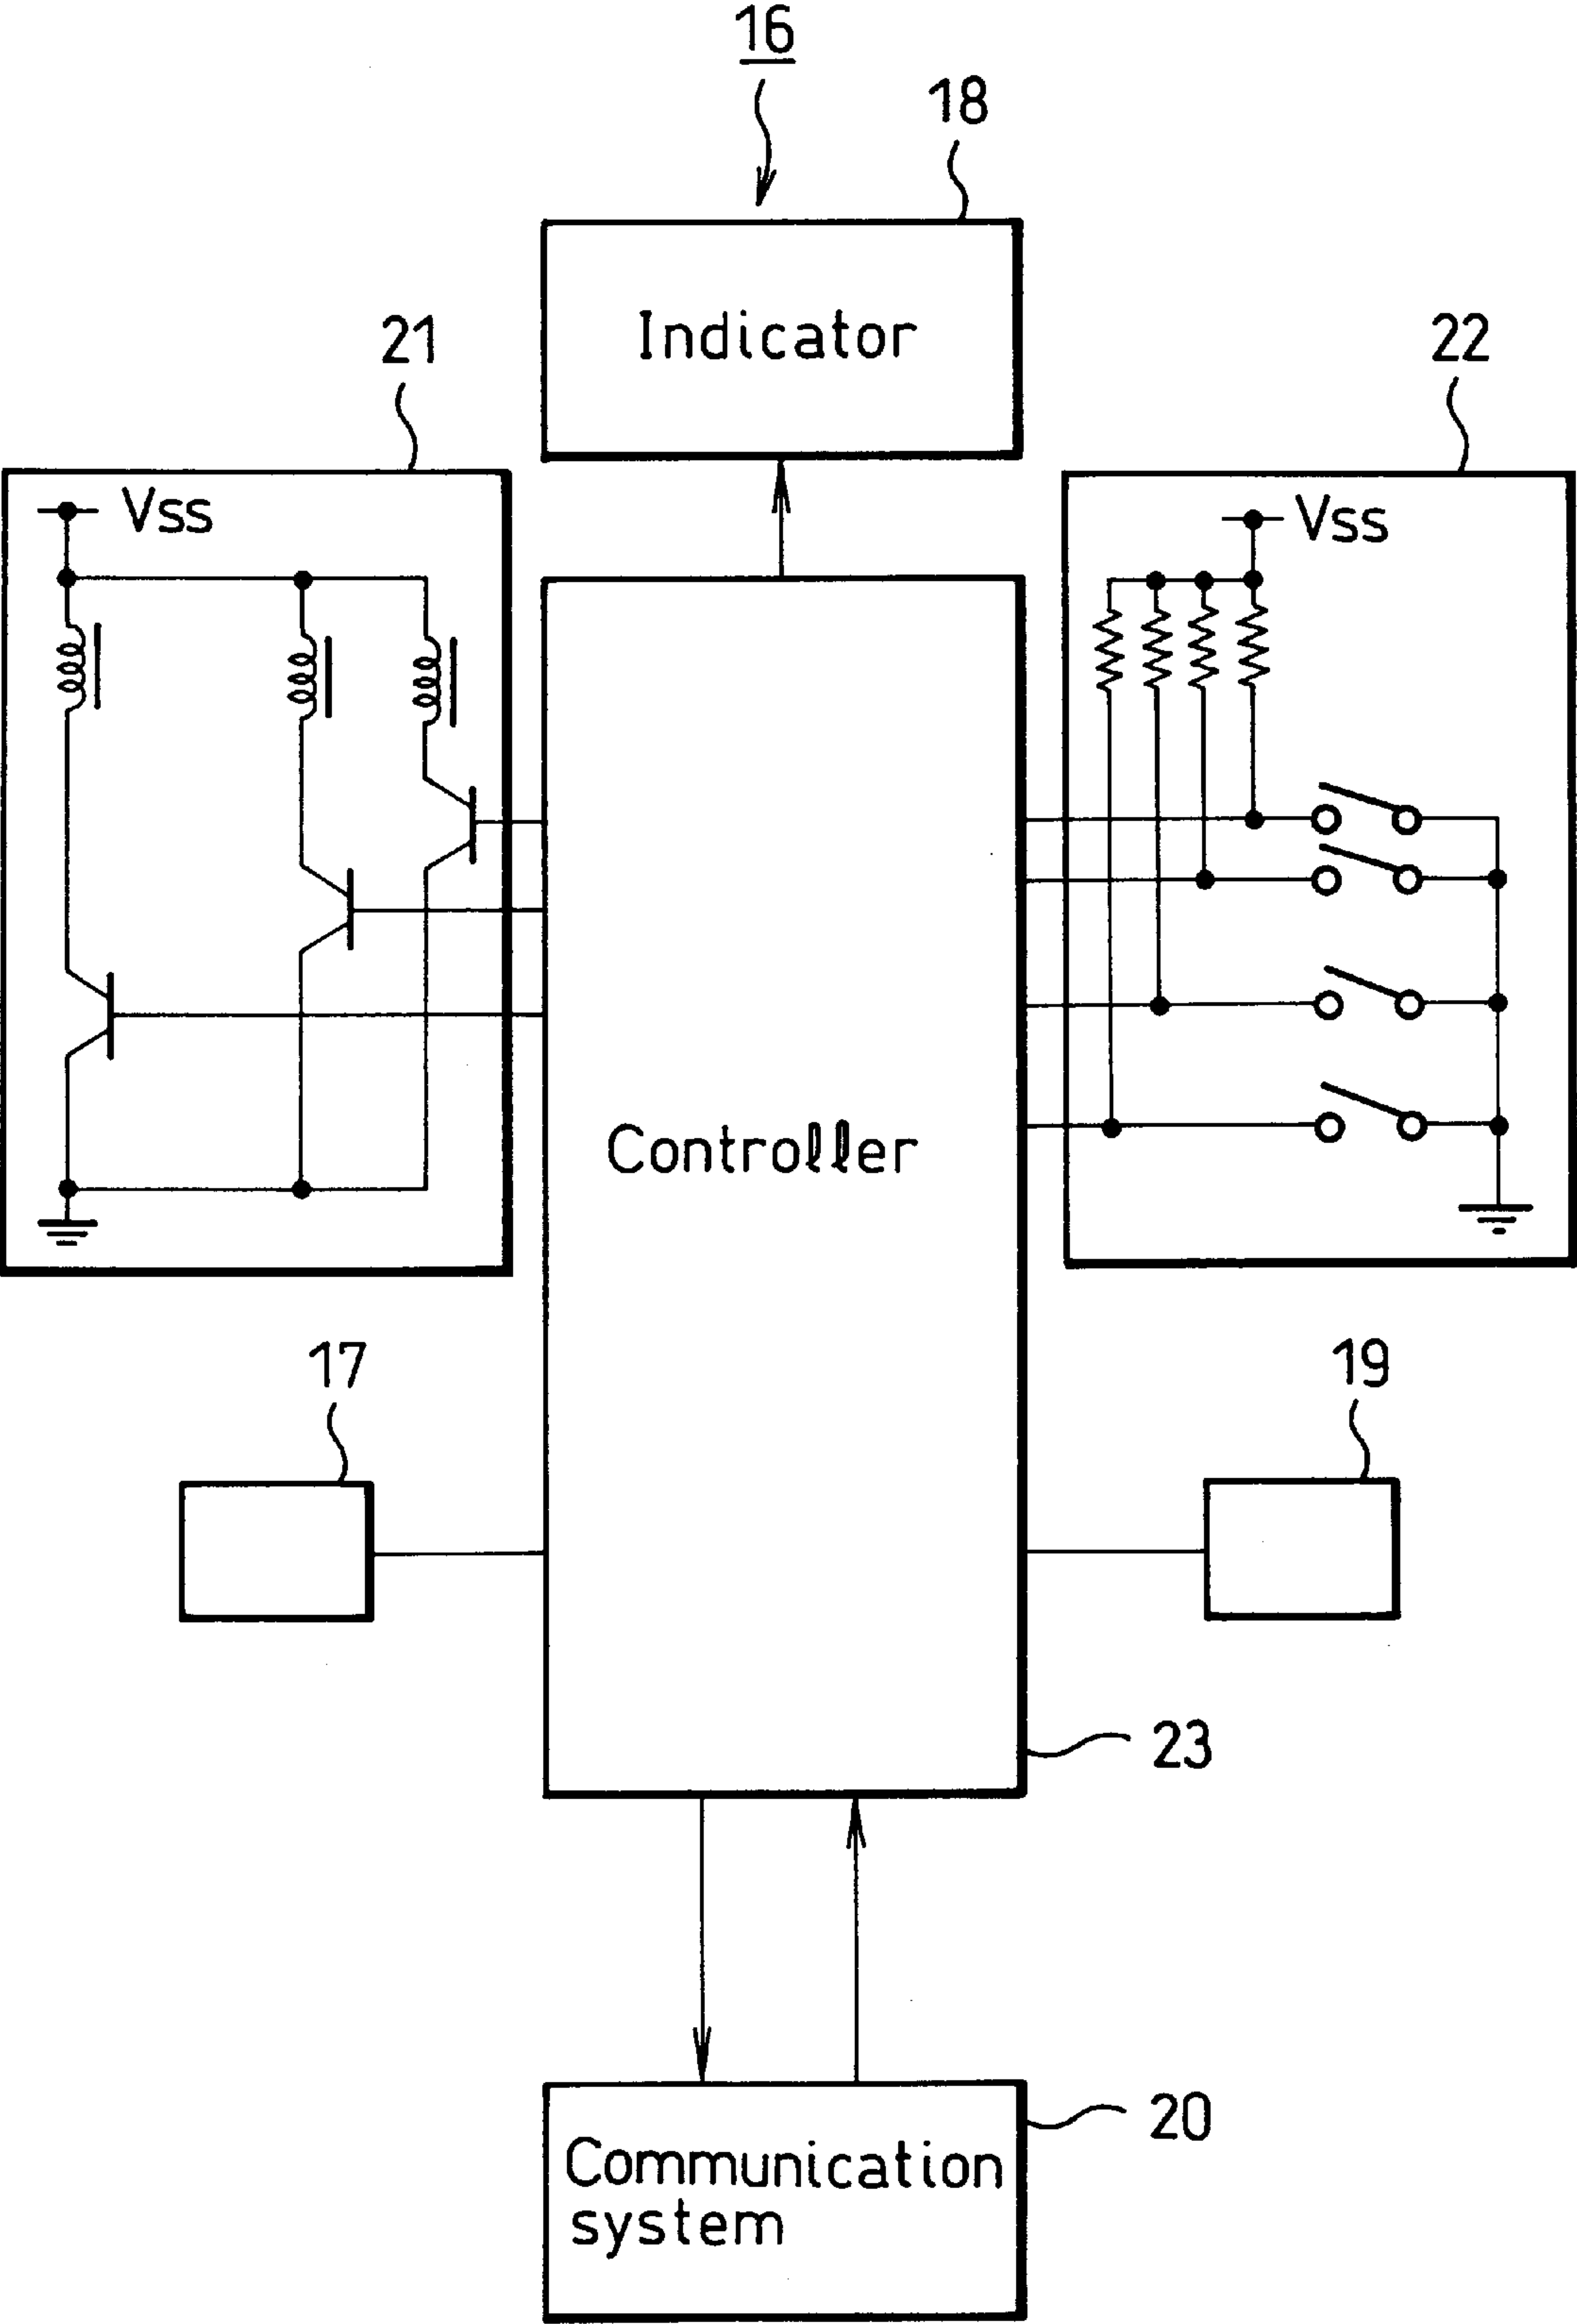 16
18
Indicator
21
22
Vss
Vss
Controller
17
19
23
20
Communication
system